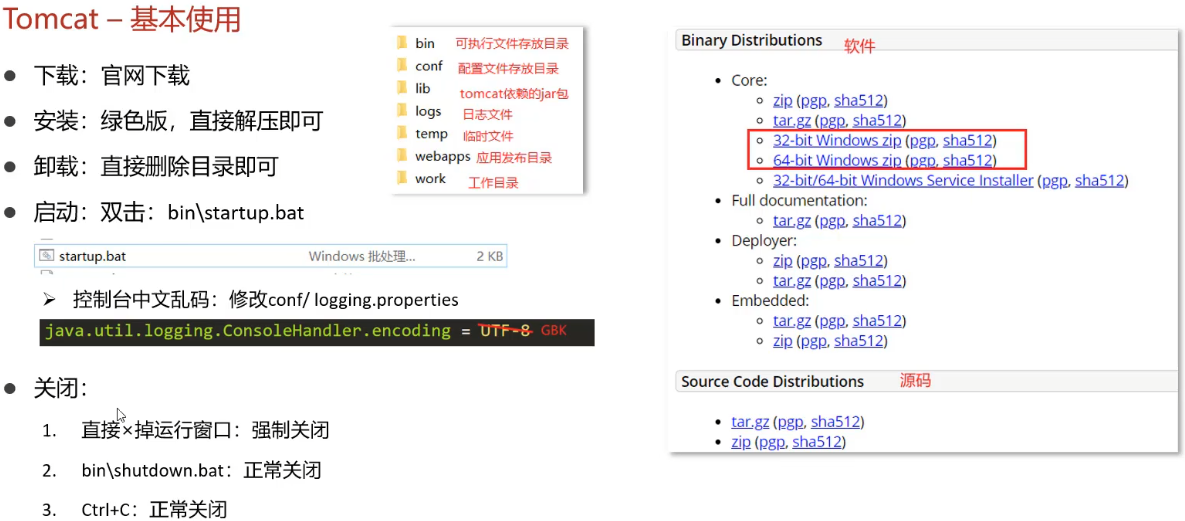 Tomcat – 基本使用
● 下载：官网下载
● 安装：绿色版，直接解压即可
● 卸载：直接删除目录即可
● 启动：双击：bin\startup.bat
startup.bat Windows 批处理... 2 KB
➢ 控制台中文乱码：修改conf/ logging.properties
java.util.logging.ConsoleHandler.encoding = UTF-8 GBK
● 关闭：
1. 直接×掉运行窗口：强制关闭
2. bin\shutdown.bat：正常关闭
3. Ctrl+C：正常关闭
bin 可执行文件存放目录
conf 配置文件存放目录
lib tomcat依赖的jar包
logs 日志文件
temp 临时文件
webapps 应用发布目录
work 工作目录
Binary Distributions 软件
• Core:
○ zip (pgp, sha512)
○ tar.gz (pgp, sha512)
○ 32-bit Windows zip (pgp, sha512)
○ 64-bit Windows zip (pgp, sha512)
○ 32-bit/64-bit Windows Service Installer (pgp, sha512)
• Full documentation:
○ tar.gz (pgp, sha512)
• Deployer:
○ zip (pgp, sha512)
○ tar.gz (pgp, sha512)
• Embedded:
○ tar.gz (pgp, sha512)
○ zip (pgp, sha512)
Source Code Distributions 源码
• tar.gz (pgp, sha512)
• zip (pgp, sha512)